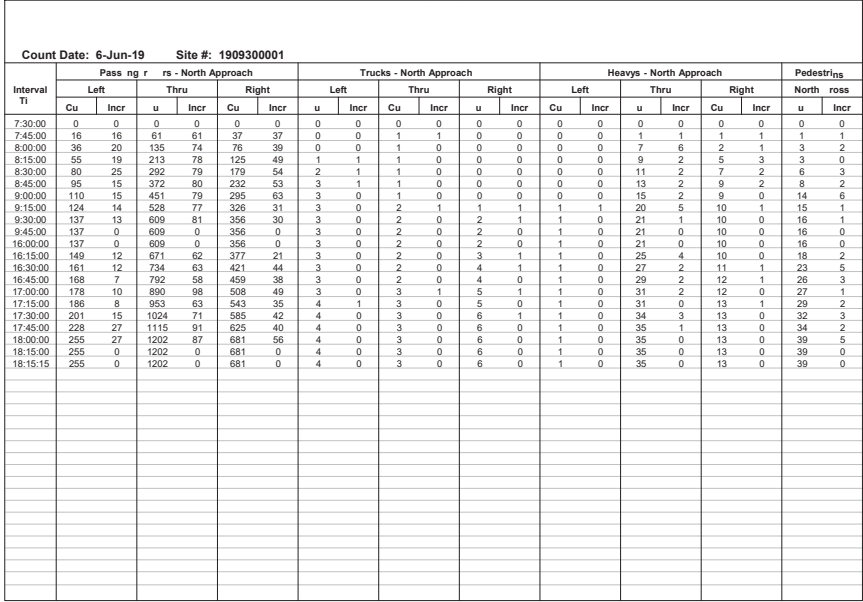 Count Date: 6-Jun-19 Site #: 1909300001
Pass ng r rs - North Approach Trucks - North Approach Heavys - North Approach Pedestrins
Interval Left Thru Right Left Thru Right Left Thru Right North ross
Ti Cu Incr u Incr Cu Incr u Incr Cu Incr u Incr Cu Incr u Incr Cu Incr u Incr
7:30:00 0 0 0 0 0 0 0 0 0 0 0 0 0 0 0 0 0 0 0 0
7:45:00 16 16 61 61 37 37 0 0 1 1 0 0 0 0 1 1 1 1 1 1
8:00:00 36 20 135 74 76 39 0 0 1 0 0 0 0 0 7 6 2 1 3 2
8:15:00 55 19 213 78 125 49 1 1 1 0 0 0 0 0 9 2 5 3 3 0
8:30:00 80 25 292 79 179 54 2 1 1 0 0 0 0 0 11 2 7 2 6 3
8:45:00 95 15 372 80 232 53 3 1 1 0 0 0 0 0 13 2 9 2 8 2
9:00:00 110 15 451 79 295 63 3 0 1 0 0 0 0 0 15 2 9 0 14 6
9:15:00 124 14 528 77 326 31 3 0 2 1 1 1 1 1 20 5 10 1 15 1
9:30:00 137 13 609 81 356 30 3 0 2 0 2 1 1 0 21 1 10 0 16 1
9:45:00 137 0 609 0 356 0 3 0 2 0 2 0 1 0 21 0 10 0 16 0
16:00:00 137 0 609 0 356 0 3 0 2 0 2 0 1 0 21 0 10 0 16 0
16:15:00 149 12 671 62 377 21 3 0 2 0 3 1 1 0 25 4 10 0 18 2
16:30:00 161 12 734 63 421 44 3 0 2 0 4 1 1 0 27 2 11 1 23 5
16:45:00 168 7 792 58 459 38 3 0 2 0 4 0 1 0 29 2 12 1 26 3
17:00:00 178 10 890 98 508 49 3 0 3 1 5 1 1 0 31 2 12 0 27 1
17:15:00 186 8 953 63 543 35 4 1 3 0 5 0 1 0 31 0 13 1 29 2
17:30:00 201 15 1024 71 585 42 4 0 3 0 6 1 1 0 34 3 13 0 32 3
17:45:00 228 27 1115 91 625 40 4 0 3 0 6 0 1 0 35 1 13 0 34 2
18:00:00 255 27 1202 87 681 56 4 0 3 0 6 0 1 0 35 0 13 0 39 5
18:15:00 255 0 1202 0 681 0 4 0 3 0 6 0 1 0 35 0 13 0 39 0
18:15:15 255 0 1202 0 681 0 4 0 3 0 6 0 1 0 35 0 13 0 39 0